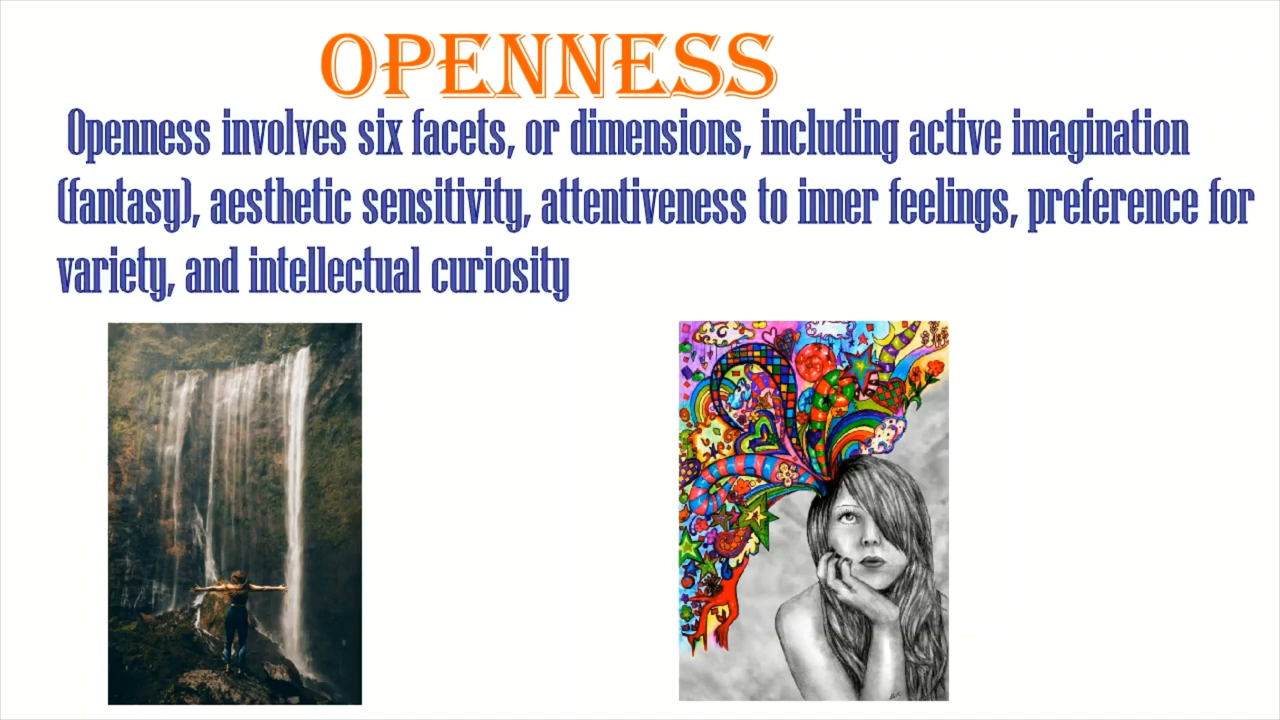 OPENNESS
Openness involves six facets, or dimensions, including active imagination
(fantasy), aesthetic sensitivity, attentiveness to inner feelings, preference for
variety, and intellectual curiosity